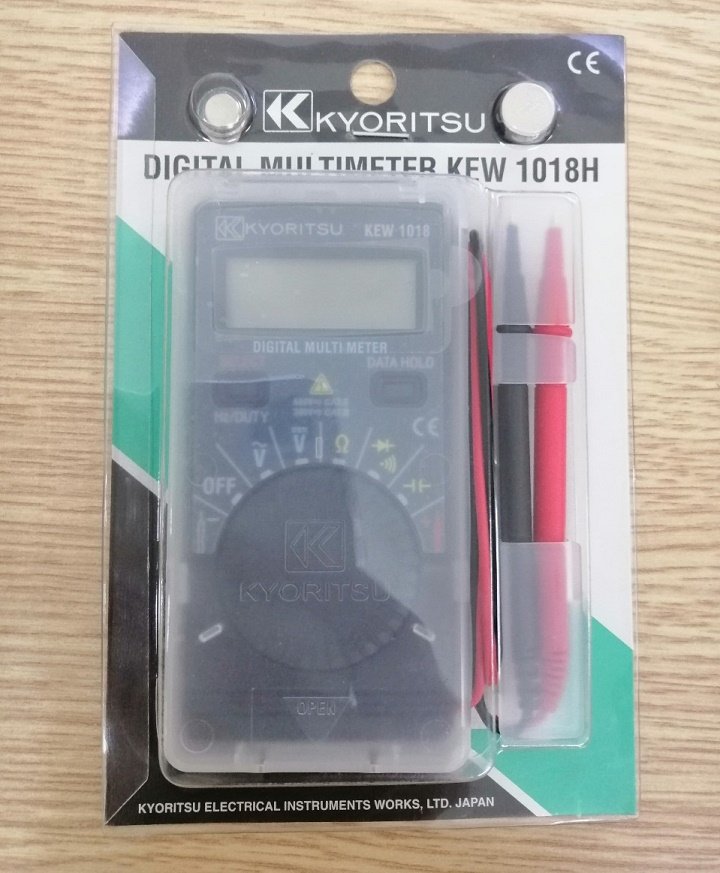 CE
KYORITSU
DIGITAL MULTIMETER KEW 1018H
KYORITSU KEW 1018
DIGITAL MULTI METER
DATA HOLD
Hz/DUTY
CE
~
V V Ω
OFF
KYORITSU
OPEN
KYORITSU ELECTRICAL INSTRUMENTS WORKS, LTD. JAPAN